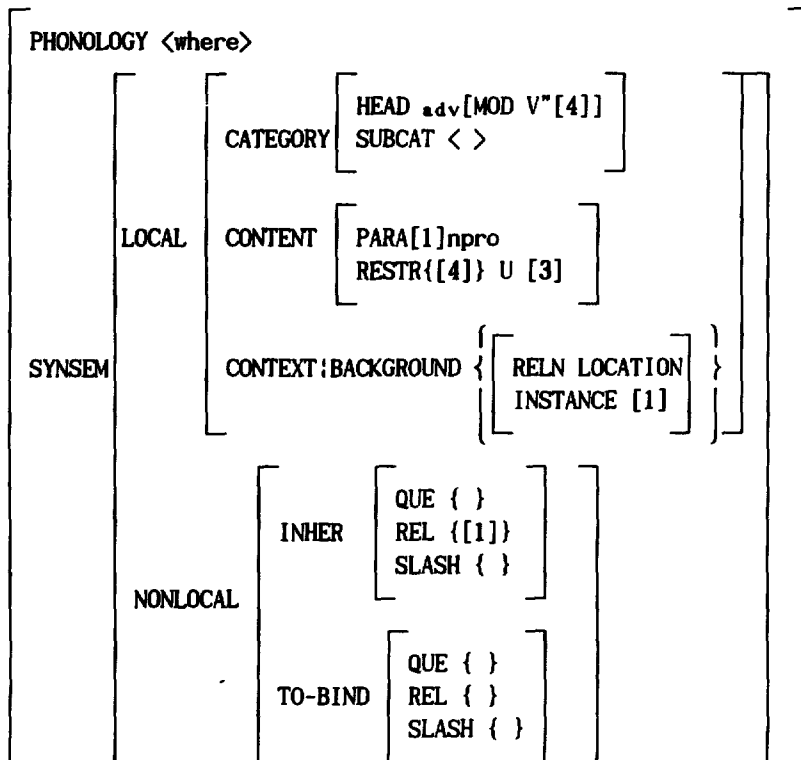 PHONOLOGY <where>
HEAD adv[MOD V"[4]]
CATEGORY
SUBCAT < >
LOCAL CONTENT PARA[1]npro
RESTR{[4]} U [3]
SYNSEM CONTEXT¦BACKGROUND { RELN LOCATION }
INSTANCE [1]
QUE { }
INHER REL {[1]}
SLASH { }
NONLOCAL
QUE { }
TO-BIND REL { }
SLASH { }